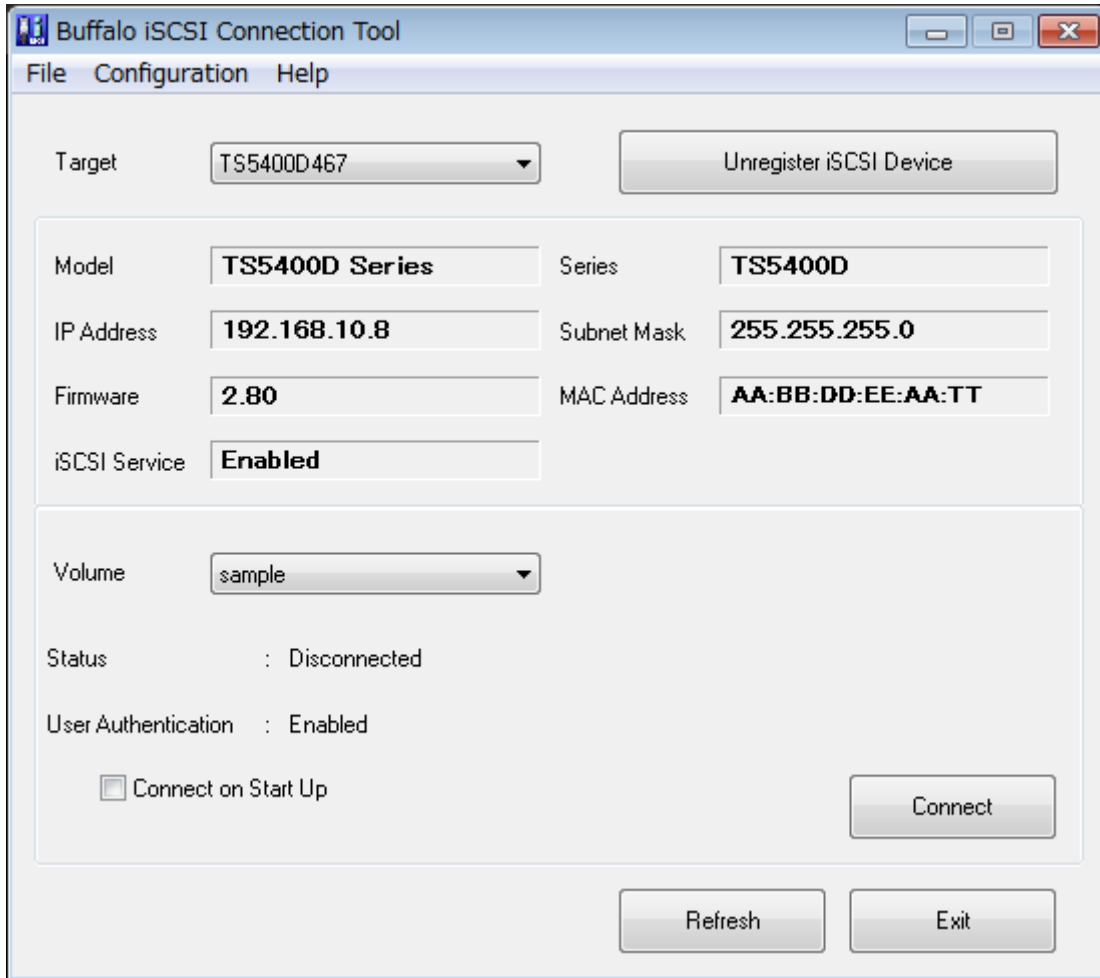 Buffalo iSCSI Connection Tool
File Configuration Help
Target TS5400D467 Unregister iSCSI Device
Model TS5400D Series Series TS5400D
IP Address 192.168.10.8 Subnet Mask 255.255.255.0
Firmware 2.80 MAC Address AA:BB:DD:EE:AA:TT
iSCSI Service Enabled
Volume sample
Status : Disconnected
User Authentication : Enabled
Connect on Start Up
Connect
Refresh Exit